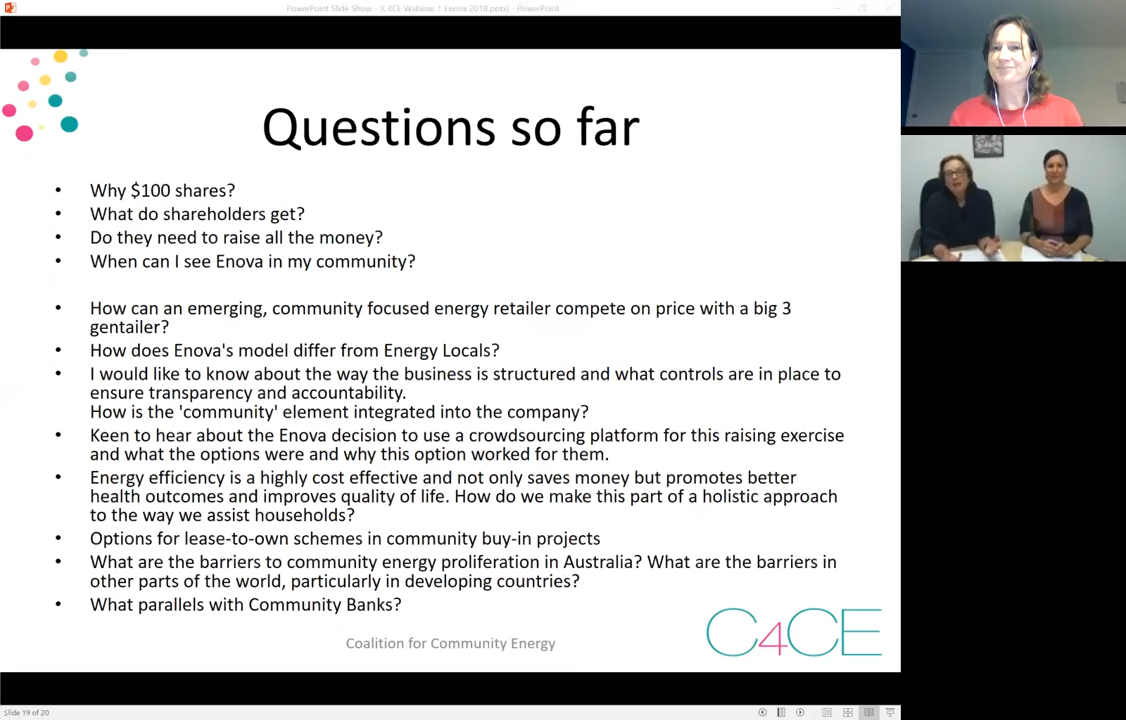 PowerPoint Slide Show - [C4CE Webinar 1 Enova 2018.pptx] - PowerPoint
Questions so far
• Why $100 shares?
• What do shareholders get?
• Do they need to raise all the money?
• When can I see Enova in my community?
• How can an emerging, community focused energy retailer compete on price with a big 3
gentailer?
• How does Enova's model differ from Energy Locals?
• I would like to know about the way the business is structured and what controls are in place to
ensure transparency and accountability.
How is the 'community' element integrated into the company?
• Keen to hear about the Enova decision to use a crowdsourcing platform for this raising exercise
and what the options were and why this option worked for them.
• Energy efficiency is a highly cost effective and not only saves money but promotes better
health outcomes and improves quality of life. How do we make this part of a holistic approach
to the way we assist households?
• Options for lease-to-own schemes in community buy-in projects
• What are the barriers to community energy proliferation in Australia? What are the barriers in
other parts of the world, particularly in developing countries?
• What parallels with Community Banks?
Coalition for Community Energy
C4CE
Slide 19 of 20